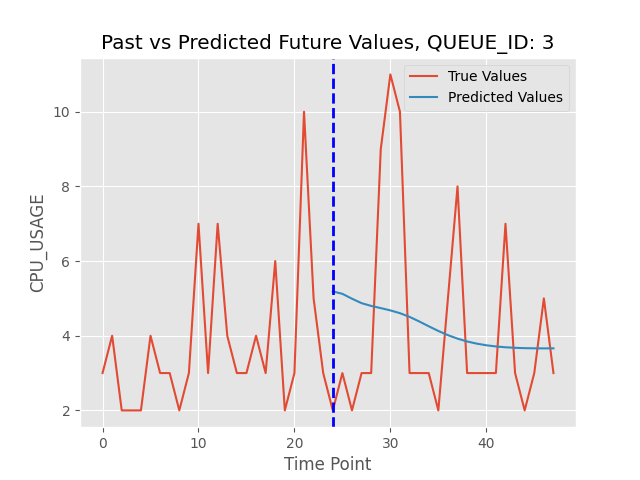 Past vs Predicted Future Values, QUEUE_ID: 3
True Values
Predicted Values
CPU_USAGE
10
8
6
4
2
0 10 20 30 40
Time Point